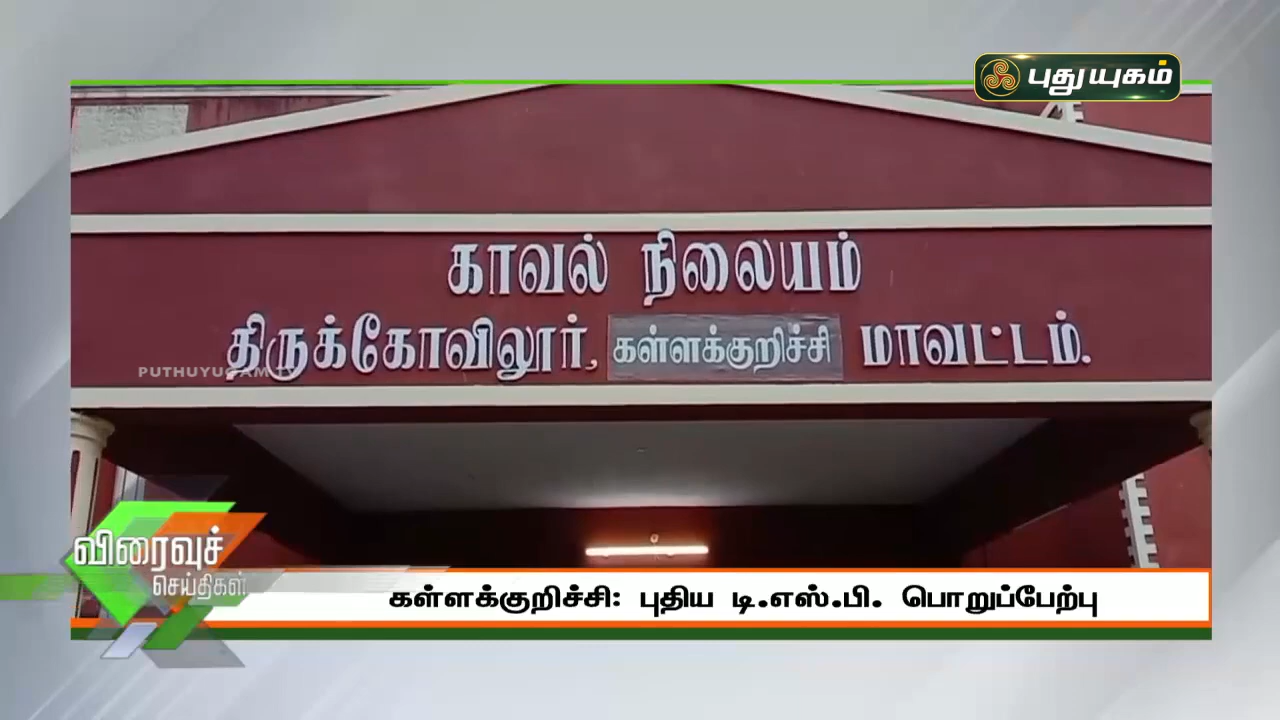 புதுயுகம்
காவல் நிலையம்
திருக்கோவிலூர், கள்ளக்குறிச்சி மாவட்டம்.
PUTHUYUGAM TV
விரைவுச்
செய்திகள்
கள்ளக்குறிச்சி: புதிய டி.எஸ்.பி. பொறுப்பேற்பு